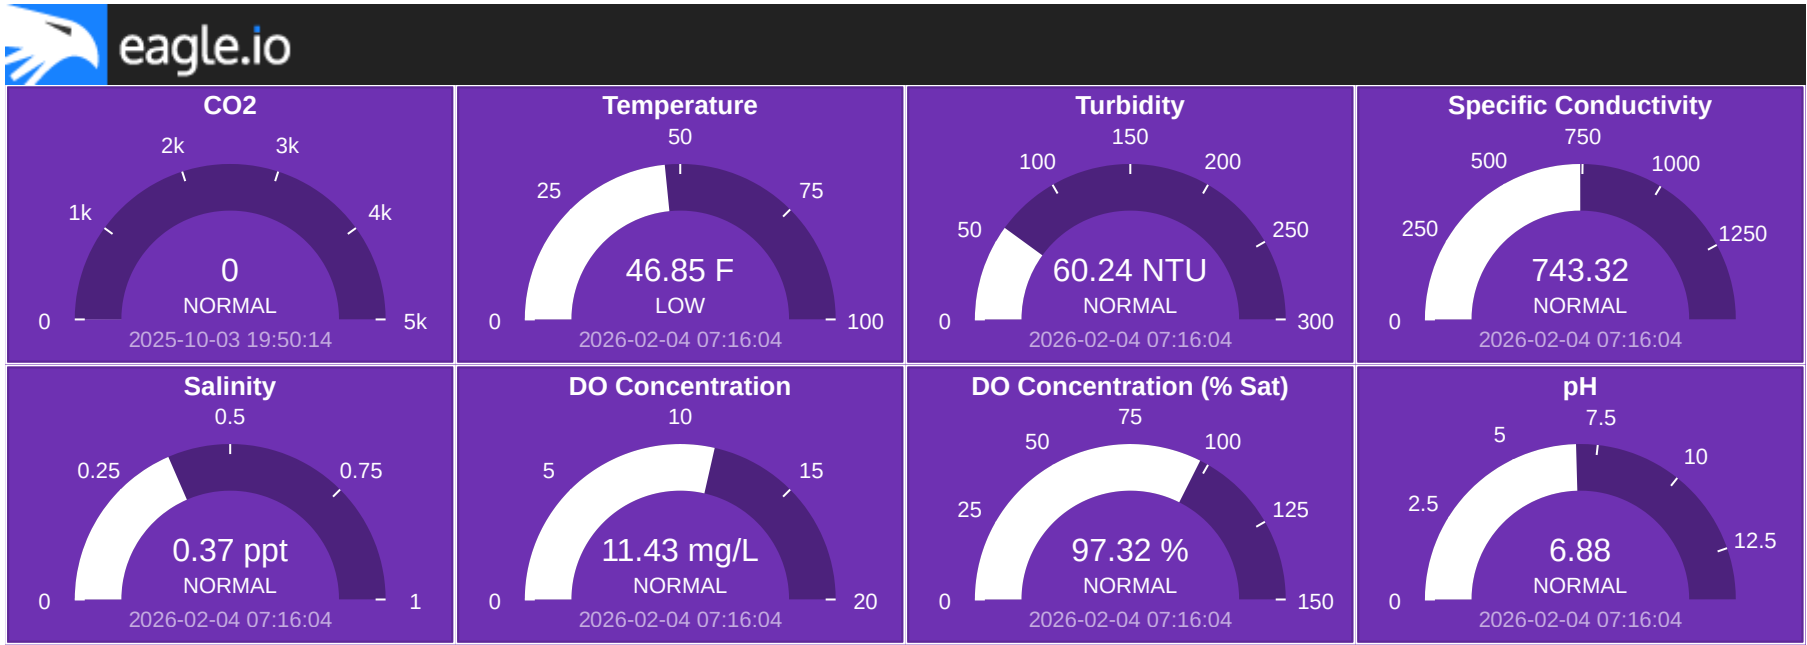 eagle.io
CO2
2k
3k
1k
4k
0
5k
0
NORMAL
2025-10-03 19:50:14
Temperature
50
25
75
0
100
46.85 F
LOW
2026-02-04 07:16:04
Turbidity
150
100
200
50
250
0
300
60.24 NTU
NORMAL
2026-02-04 07:16:04
Specific Conductivity
750
500
1000
250
1250
0
743.32
NORMAL
2026-02-04 07:16:04
Salinity
0.5
0.25
0.75
0
1
0.37 ppt
NORMAL
2026-02-04 07:16:04
DO Concentration
10
5
15
0
20
11.43 mg/L
NORMAL
2026-02-04 07:16:04
DO Concentration (% Sat)
75
50
100
25
125
0
150
97.32 %
NORMAL
2026-02-04 07:16:04
pH
7.5
5
10
2.5
12.5
0
6.88
NORMAL
2026-02-04 07:16:04